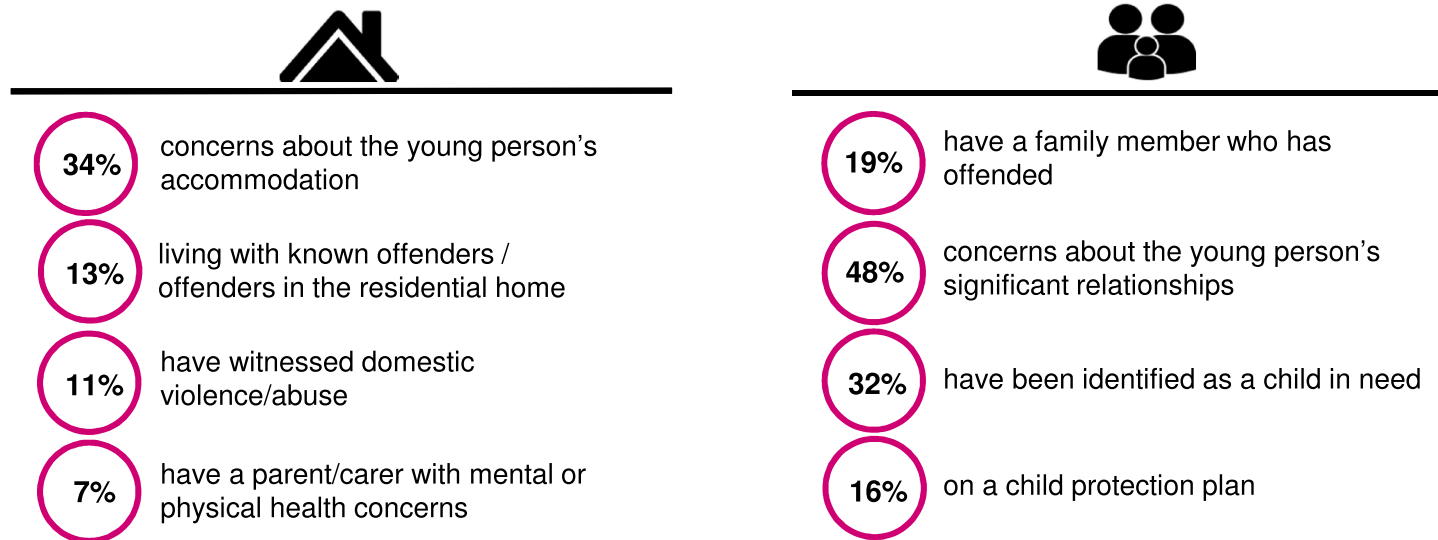 34%
concerns about the young person's
accommodation
13%
living with known offenders /
offenders in the residential home
11%
have witnessed domestic
violence/abuse
7%
have a parent/carer with mental or
physical health concerns
19%
have a family member who has
offended
48%
concerns about the young person's
significant relationships
32%
have been identified as a child in need
16%
on a child protection plan